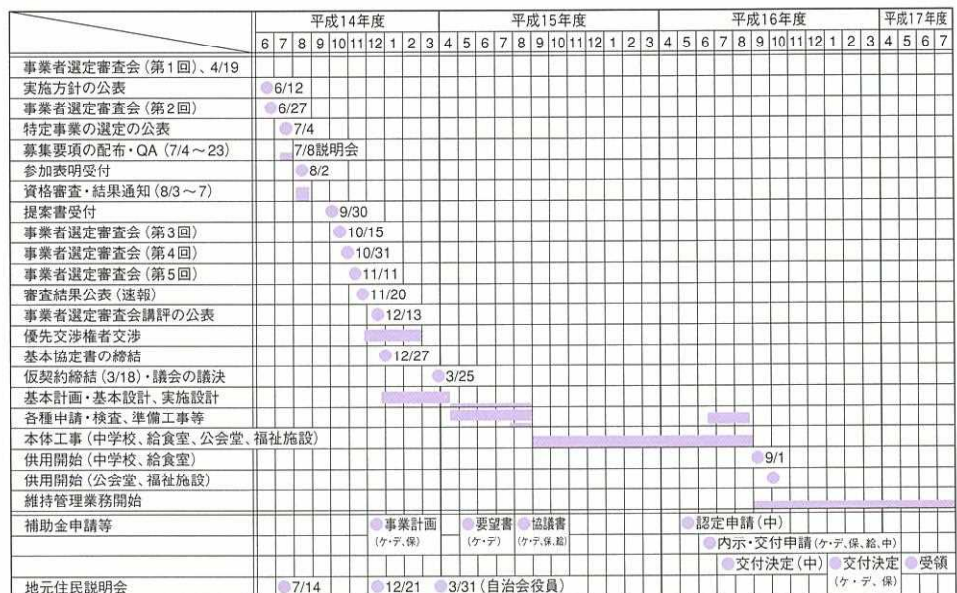 平成14年度 平成15年度 平成16年度 平成17年度
6 7 8 9 10 11 12 1 2 3 4 5 6 7 8 9 10 11 12 1 2 3 4 5 6 7 8 9 10 11 12 1 2 3 4 5 6 7
事業者選定審査会(第1回)、4/19
実施方針の公表 6/12
事業者選定審査会(第2回) 6/27
特定事業の選定の公表 7/4
募集要項の配布・QA(7/4~23) 7/8説明会
参加表明受付 8/2
資格審査・結果通知(8/3~7)
提案書受付 9/30
事業者選定審査会(第3回) 10/15
事業者選定審査会(第4回) 10/31
事業者選定審査会(第5回) 11/11
審査結果公表(速報) 11/20
事業者選定審査会講評の公表 12/13
優先交渉権者交渉
基本協定書の締結 12/27
仮契約締結(3/18)・議会の議決 3/25
基本計画・基本設計、実施設計
各種申請・検査、準備工事等
本体工事(中学校、給食室、公会堂、福祉施設)
供用開始(中学校、給食室) 9/1
供用開始(公会堂、福祉施設)
維持管理業務開始
補助金申請等 事業計画 要望書 協議書 認定申請(中)
(ケ・デ、保) (ケ・デ) (ケ・デ、保、給) 内示・交付申請(ケ・デ、保、給、中)
交付決定(中) 交付決定 受領
(ケ・デ、保)
地元住民説明会 7/14 12/21 3/31(自治会役員)